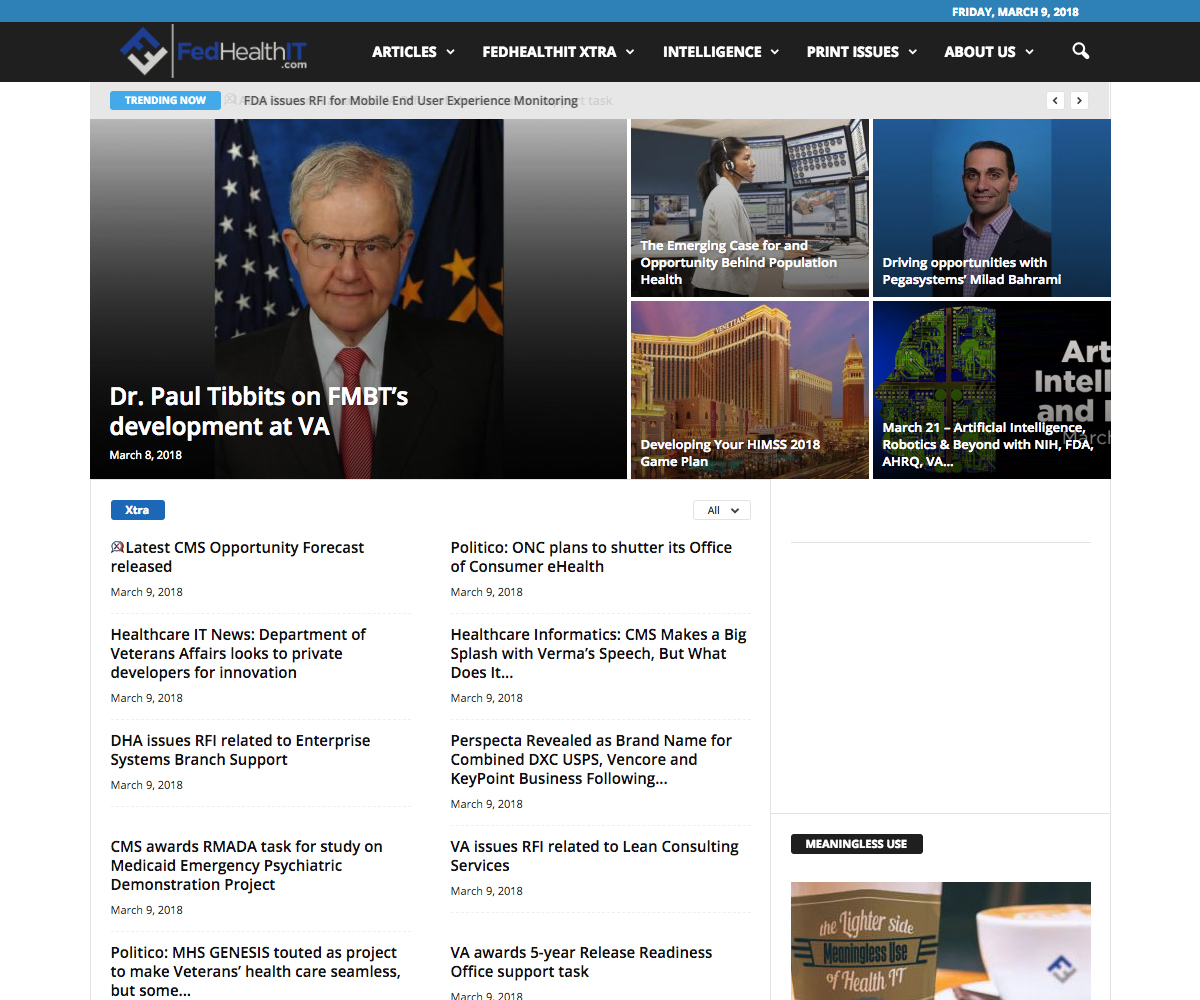 FRIDAY, MARCH 9, 2018
FedHealthIT
.com
ARTICLES
FEDHEALTHIT XTRA
INTELLIGENCE
PRINT ISSUES
ABOUT US
TRENDING NOW
FDA issues RFI for Mobile End User Experience Monitoring
task
Dr. Paul Tibbits on FMBT’s
development at VA
March 8, 2018
The Emerging Case for and
Opportunity Behind Population
Health
Driving opportunities with
Pegasystems’ Milad Bahrami
VENETIAN
Developing Your HIMSS 2018
Game Plan
Art
Intell
and
March
March 21 – Artificial Intelligence,
Robotics & Beyond with NIH, FDA,
AHRQ, VA...
Xtra
All
Latest CMS Opportunity Forecast
released
March 9, 2018
Politico: ONC plans to shutter its Office
of Consumer eHealth
March 9, 2018
Healthcare IT News: Department of
Veterans Affairs looks to private
developers for innovation
March 9, 2018
Healthcare Informatics: CMS Makes a Big
Splash with Verma’s Speech, But What
Does It...
March 9, 2018
DHA issues RFI related to Enterprise
Systems Branch Support
March 9, 2018
Perspecta Revealed as Brand Name for
Combined DXC USPS, Vencore and
KeyPoint Business Following...
March 9, 2018
CMS awards RMADA task for study on
Medicaid Emergency Psychiatric
Demonstration Project
March 9, 2018
VA issues RFI related to Lean Consulting
Services
March 9, 2018
Politico: MHS GENESIS touted as project
to make Veterans’ health care seamless,
but some...
VA awards 5-year Release Readiness
Office support task
March 9, 2018
MEANINGLESS USE
the Lighter side
Meaningless Use
of Health IT